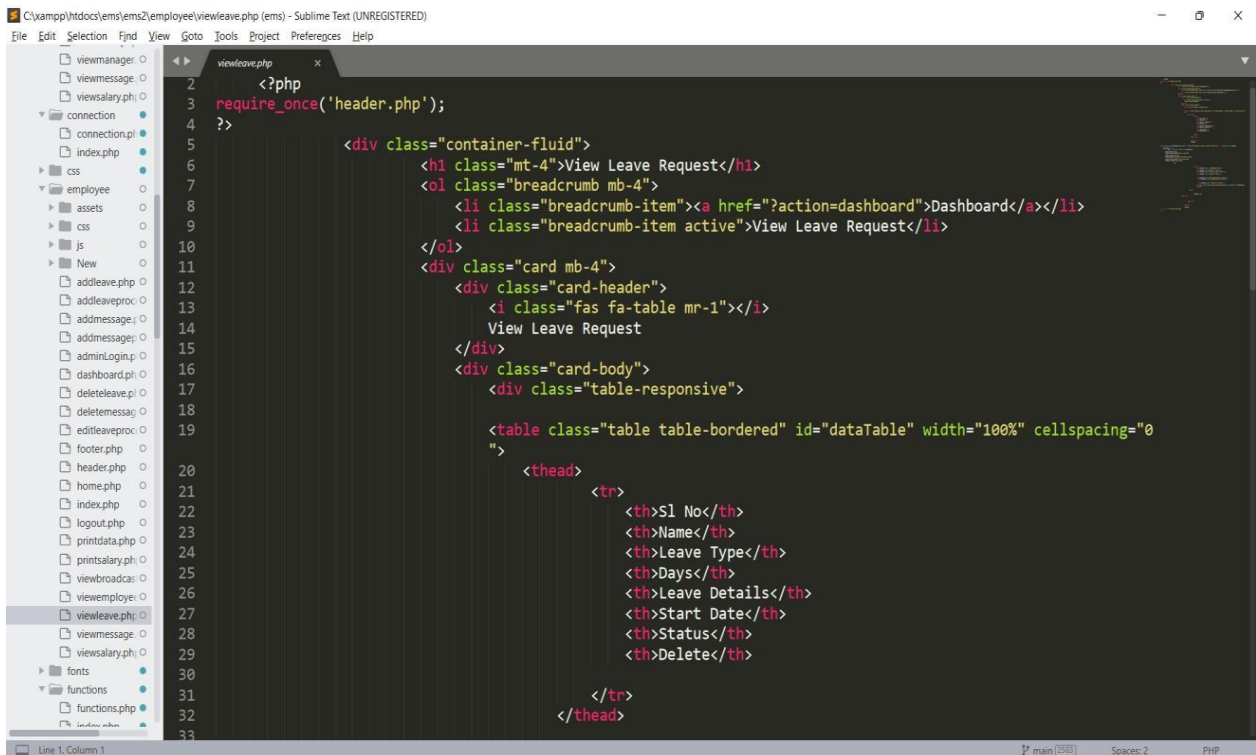 C:\xampp\htdocs\ems\ems2\employee\viewleave.php (ems) - Sublime Text (UNREGISTERED)
File Edit Selection Find View Goto Tools Project Preferences Help
viewmanager.
viewmessage.
viewsalary.ph
connection
connection.ph
index.php
css
employee
assets
css
js
New
addleave.php
addleaveproc
addmessage.
addmessagep
adminLogin.p
dashboard.ph
deleteleave.p
deletemessag
editleaveproc
footer.php
header.php
home.php
index.php
logout.php
printdata.php
printsalary.ph
viewbroadcas
viewemploye
viewleave.php
viewmessage.
viewsalary.ph
fonts
functions
functions.php
index.php
viewleave.php
2 <?php
3 require_once('header.php');
4 ?>
5 <div class="container-fluid">
6 <h1 class="mt-4">View Leave Request</h1>
7 <ol class="breadcrumb mb-4">
8 <li class="breadcrumb-item"><a href="?action=dashboard">Dashboard</a></li>
9 <li class="breadcrumb-item active">View Leave Request</li>
10 </ol>
11 <div class="card mb-4">
12 <div class="card-header">
13 <i class="fas fa-table mr-1"></i>
14 View Leave Request
15 </div>
16 <div class="card-body">
17 <div class="table-responsive">
18
19 <table class="table table-bordered" id="dataTable" width="100%" cellspacing="0
">
20 <thead>
21 <tr>
22 <th>Sl No</th>
23 <th>Name</th>
24 <th>Leave Type</th>
25 <th>Days</th>
26 <th>Leave Details</th>
27 <th>Start Date</th>
28 <th>Status</th>
29 <th>Delete</th>
30
31 </tr>
32 </thead>
33
Line 1, Column 1
main 2583
Spaces: 2
PHP